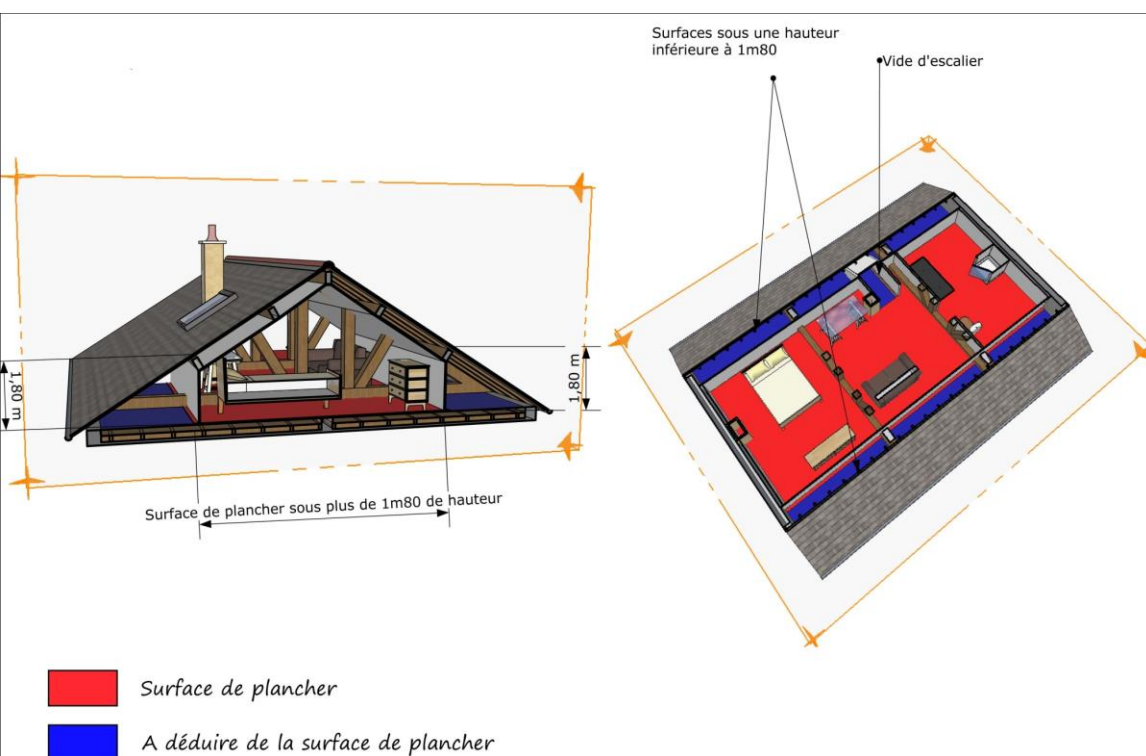 Surfaces sous une hauteur
inférieure à 1m80
Vide d'escalier
1,80 m
1,80 m
Surface de plancher sous plus de 1m80 de hauteur
Surface de plancher
A déduire de la surface de plancher